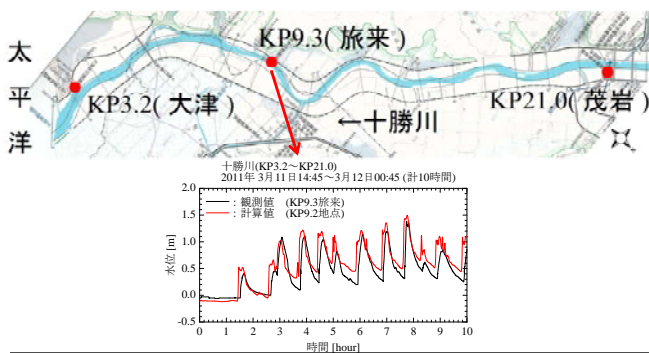 太平洋
KP9.3(旅来)
KP3.2(大津)
KP21.0(茂岩)
←十勝川
十勝川(KP3.2～KP21.0)
2011年 3月11日14:45～3月12日00:45 (計10時間)
：観測値 (KP9.3旅来)
：計算値 (KP9.2地点)
水位 [m]
2.0
1.5
1.0
0.5
0.0
-0.5
0 1 2 3 4 5 6 7 8 9 10
時間 [hour]